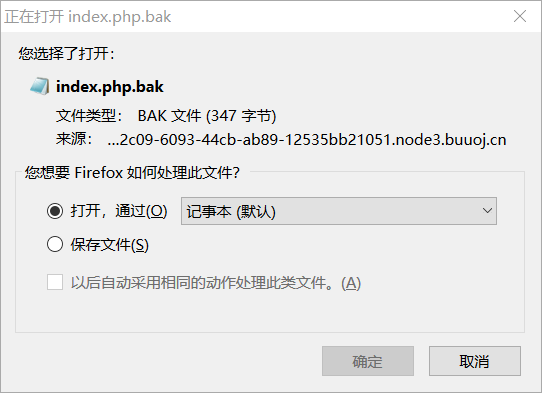 正在打开 index.php.bak
您选择了打开:
index.php.bak
文件类型: BAK 文件 (347 字节)
来源: ...2c09-6093-44cb-ab89-12535bb21051.node3.buuoj.cn
您想要 Firefox 如何处理此文件?
打开，通过(O) 记事本 (默认)
保存文件(S)
以后自动采用相同的动作处理此类文件。(A)
确定 取消